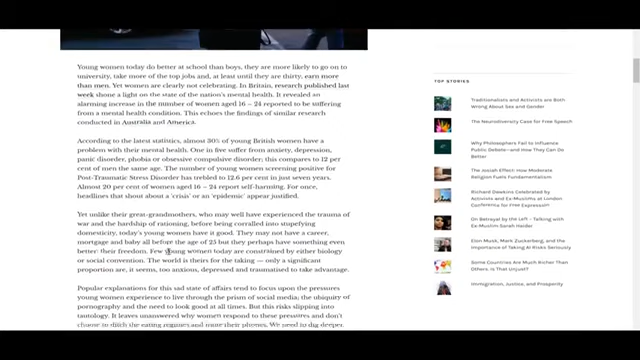 Young women today do better at school than boys, they are more likely to go on to
university, take more of the top jobs and, at least until they are thirty, earn more
than men. Yet women are clearly not celebrating. In Britain, research published last
week shone a light on the state of the nation's mental health. It revealed an
alarming increase in the number of women aged 16 – 24 reported to be suffering
from a mental health condition. This echoes the findings of similar research
conducted in Australia and America.
According to the latest statistics, almost 30% of young British women have a
problem with their mental health. One in five suffer from anxiety, depression,
panic disorder, phobia or obsessive compulsive disorder; this compares to 12 per
cent of men the same age. The number of young women screening positive for
Post-Traumatic Stress Disorder has trebled to 12.6 per cent in just seven years.
Almost 20 per cent of women aged 16 – 24 report self-harming. For once,
headlines that shout about a 'crisis' or an 'epidemic' appear justified.
Yet unlike their great-grandmothers, who may well have experienced the trauma of
war and the hardship of rationing, before being corralled into stupefying
domesticity, today's young women have it good. They may not have a career,
mortgage and baby all before the age of 25 but they perhaps have something even
better: their freedom. Few young women today are constrained by either biology
or social convention. The world is theirs for the taking — only a significant
proportion are, it seems, too anxious, depressed and traumatised to take advantage.
Popular explanations for this sad state of affairs tend to focus upon the pressures
young women experience to live through the prism of social media; the ubiquity of
pornography and the need to look good at all times. But this risks slipping into
tautology. It leaves unanswered why women respond to these pressures and don't
choose to ditch the eating regimes and mute their phones. We need to dig deeper.
TOP STORIES
Traditionalists and Activists are Both
Wrong About Sex and Gender
The Neurodiversity Case for Free Speech
Why Philosophers Fail to Influence
Public Debate—and How They Can Do
Better
The Josiah Effect: How Moderate
Religion Fuels Fundamentalism
Richard Dawkins Celebrated by
Activists and Ex-Muslims at London
Conference for Free Expression
On Betrayal by the Left – Talking with
Ex-Muslim Sarah Haider
Elon Musk, Mark Zuckerberg, and the
Importance of Taking AI Risks Seriously
Some Countries Are Much Richer Than
Others. Is That Unjust?
Immigration, Justice, and Prosperity